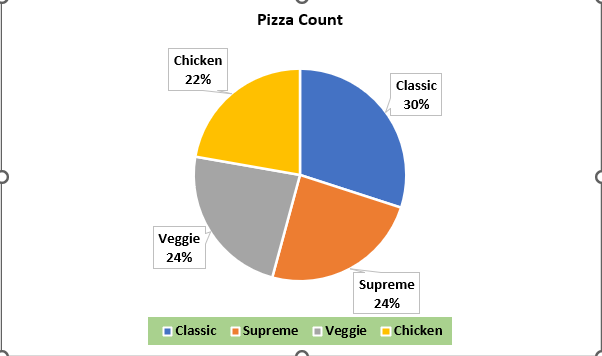 Pizza Count
Chicken
22%
Classic
30%
Veggie
24%
Supreme
24%
Classic Supreme Veggie Chicken